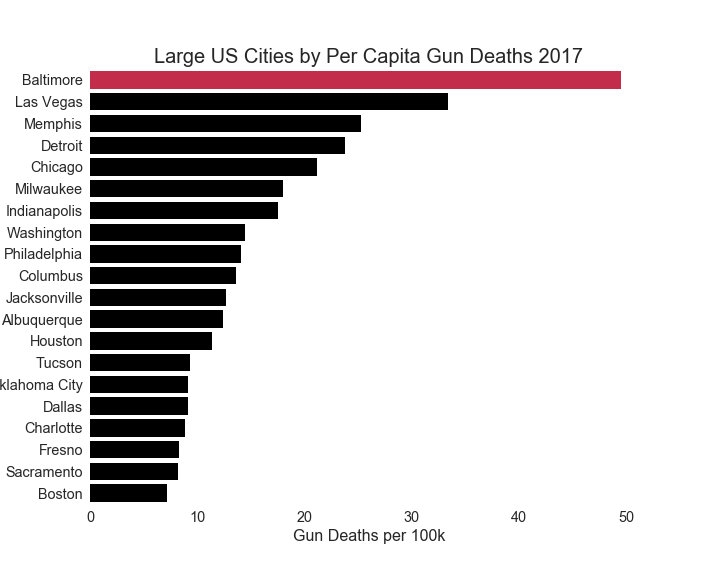 Large US Cities by Per Capita Gun Deaths 2017
Baltimore
Las Vegas
Memphis
Detroit
Chicago
Milwaukee
Indianapolis
Washington
Philadelphia
Columbus
Jacksonville
Albuquerque
Houston
Tucson
klahoma City
Dallas
Charlotte
Fresno
Sacramento
Boston
0 10 20 30 40 50
Gun Deaths per 100k